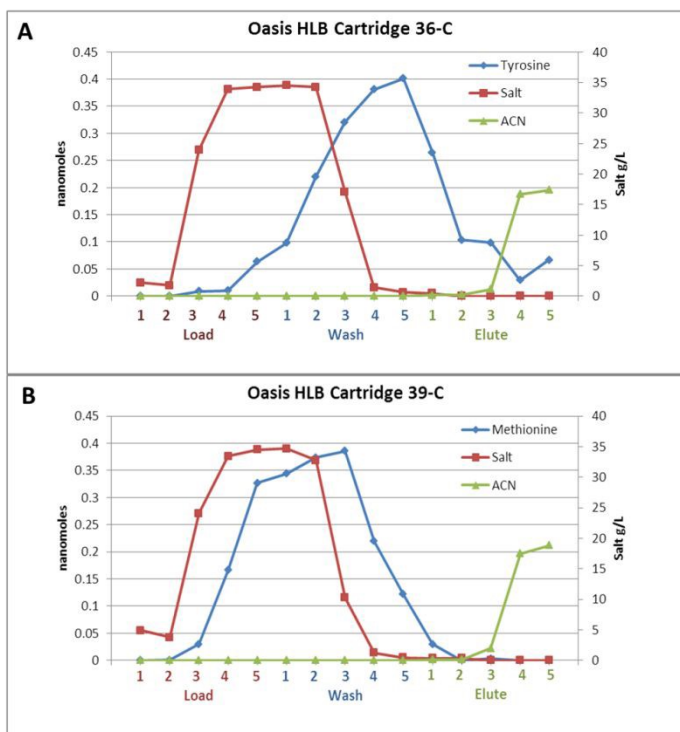 A
Oasis HLB Cartridge 36-C
0.45
0.4
0.35
0.3
0.25
0.2
0.15
0.1
0.05
0
nanomoles
40
35
30
25
20
15
10
5
0
Salt g/L
Tyrosine
Salt
ACN
1 2 3 4 5 1 2 3 4 5 1 2 3 4 5
Load Wash Elute
B
Oasis HLB Cartridge 39-C
0.45
0.4
0.35
0.3
0.25
0.2
0.15
0.1
0.05
0
nanomoles
40
35
30
25
20
15
10
5
0
Salt g/L
Methionine
Salt
ACN
1 2 3 4 5 1 2 3 4 5 1 2 3 4 5
Load Wash Elute